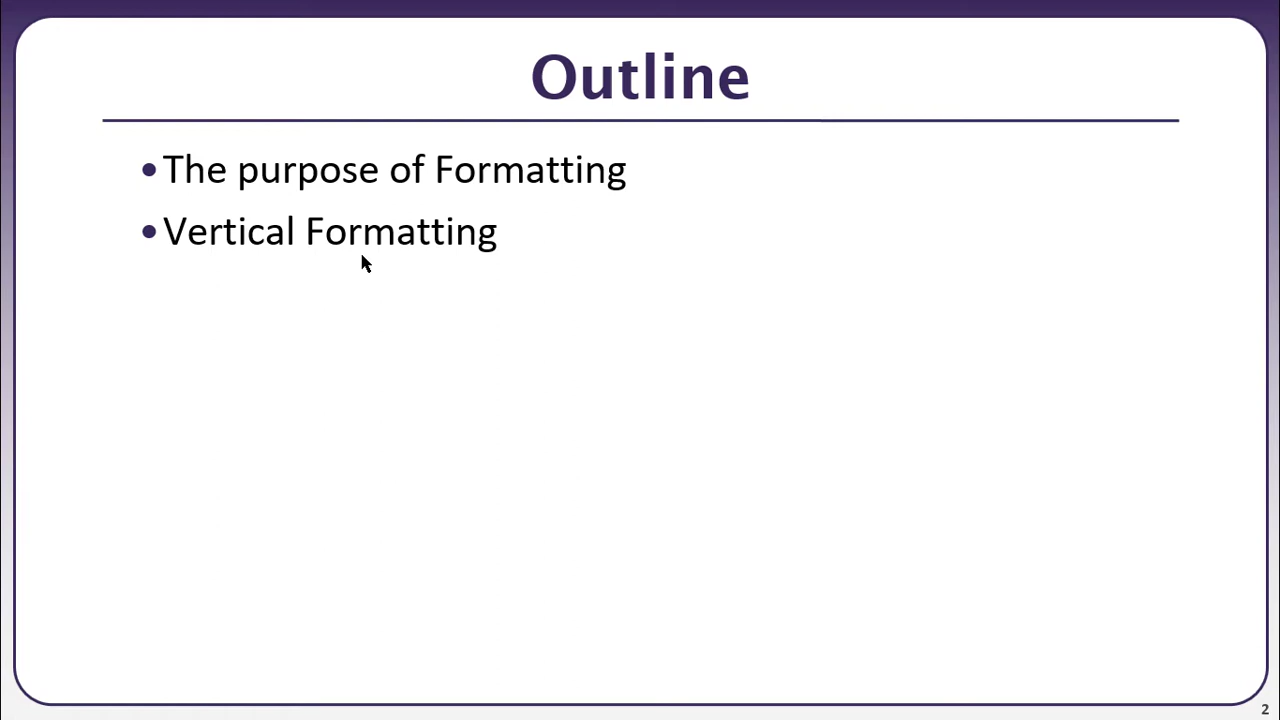 Outline
•The purpose of Formatting
•Vertical Formatting
2